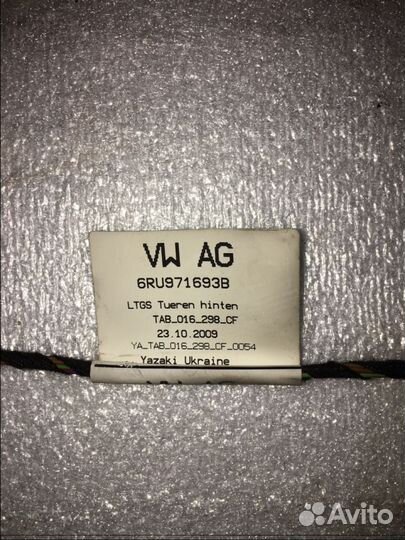 VW AG
6RU971693B
LTGS Tueren hinten
TAB_016_298_CF
23.10.2009
YA_TAB_016_298_CF_0054
Yazaki Ukraine
Avito